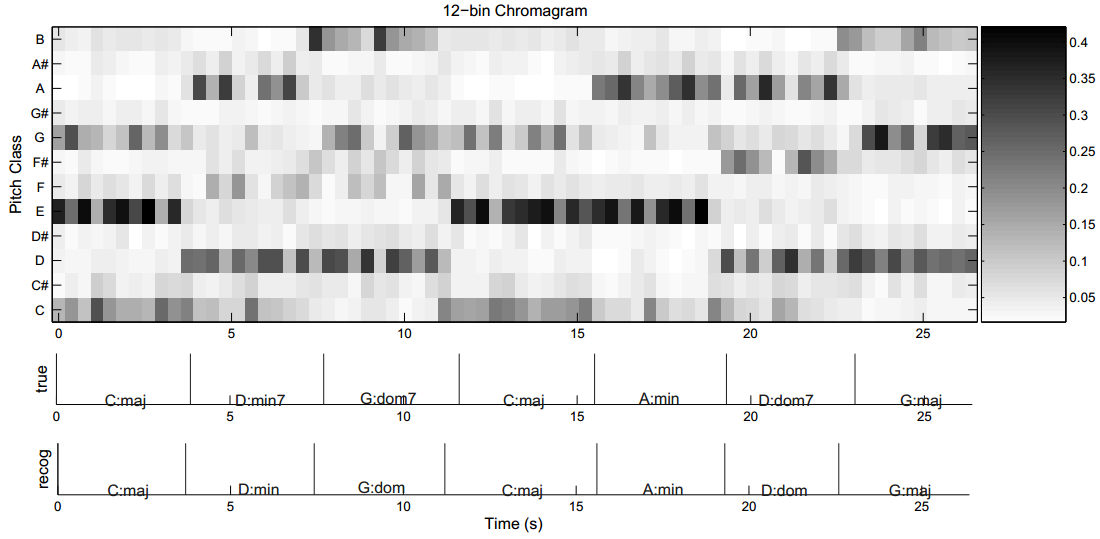 12−bin Chromagram
B
A#
A
G#
G
F#
F
E
D#
D
C#
C
Pitch Class
0 5 10 15 20 25
0.4
0.35
0.3
0.25
0.2
0.15
0.1
0.05
true
C:maj D:min7 G:dom7 C:maj A:min D:dom7 G:maj
0 5 10 15 20 25
recog
C:maj D:min G:dom C:maj A:min D:dom G:maj
0 5 10 15 20 25
Time (s)